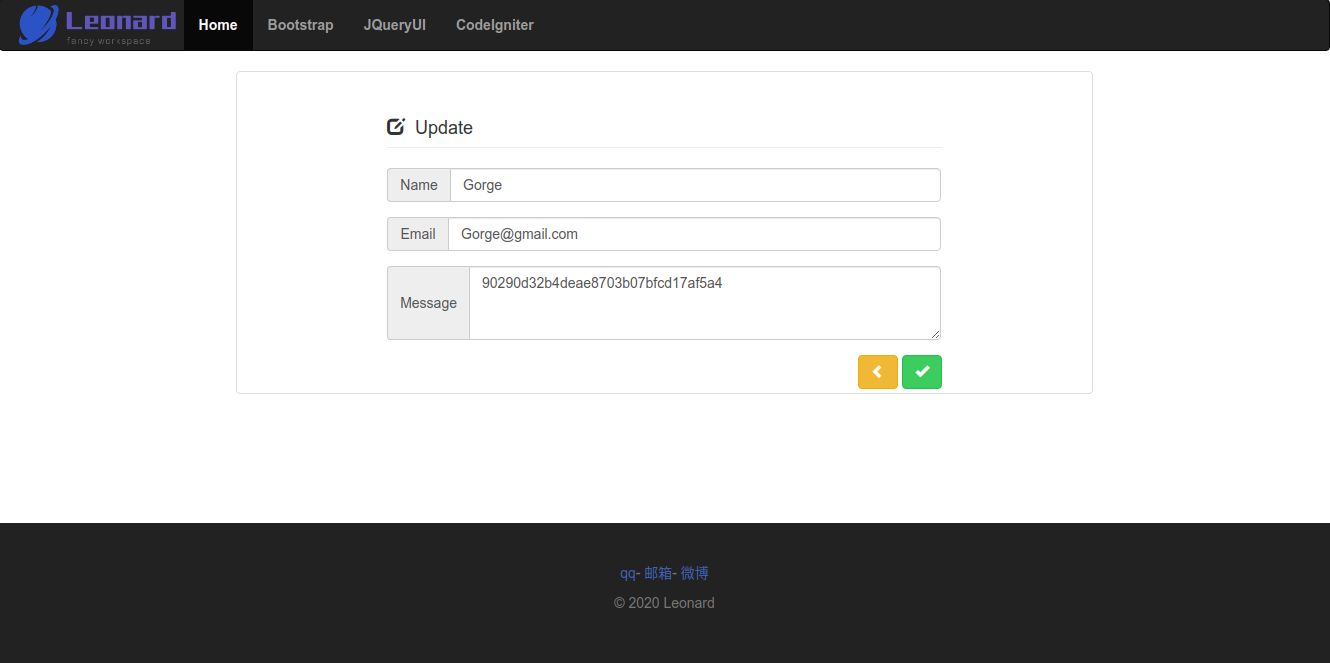 Leonard
fancy workspace
Home Bootstrap JQueryUI CodeIgniter
Update
Name Gorge
Email Gorge@gmail.com
Message 90290d32b4deae8703b07bfcd17af5a4
qq- 邮箱- 微博
© 2020 Leonard